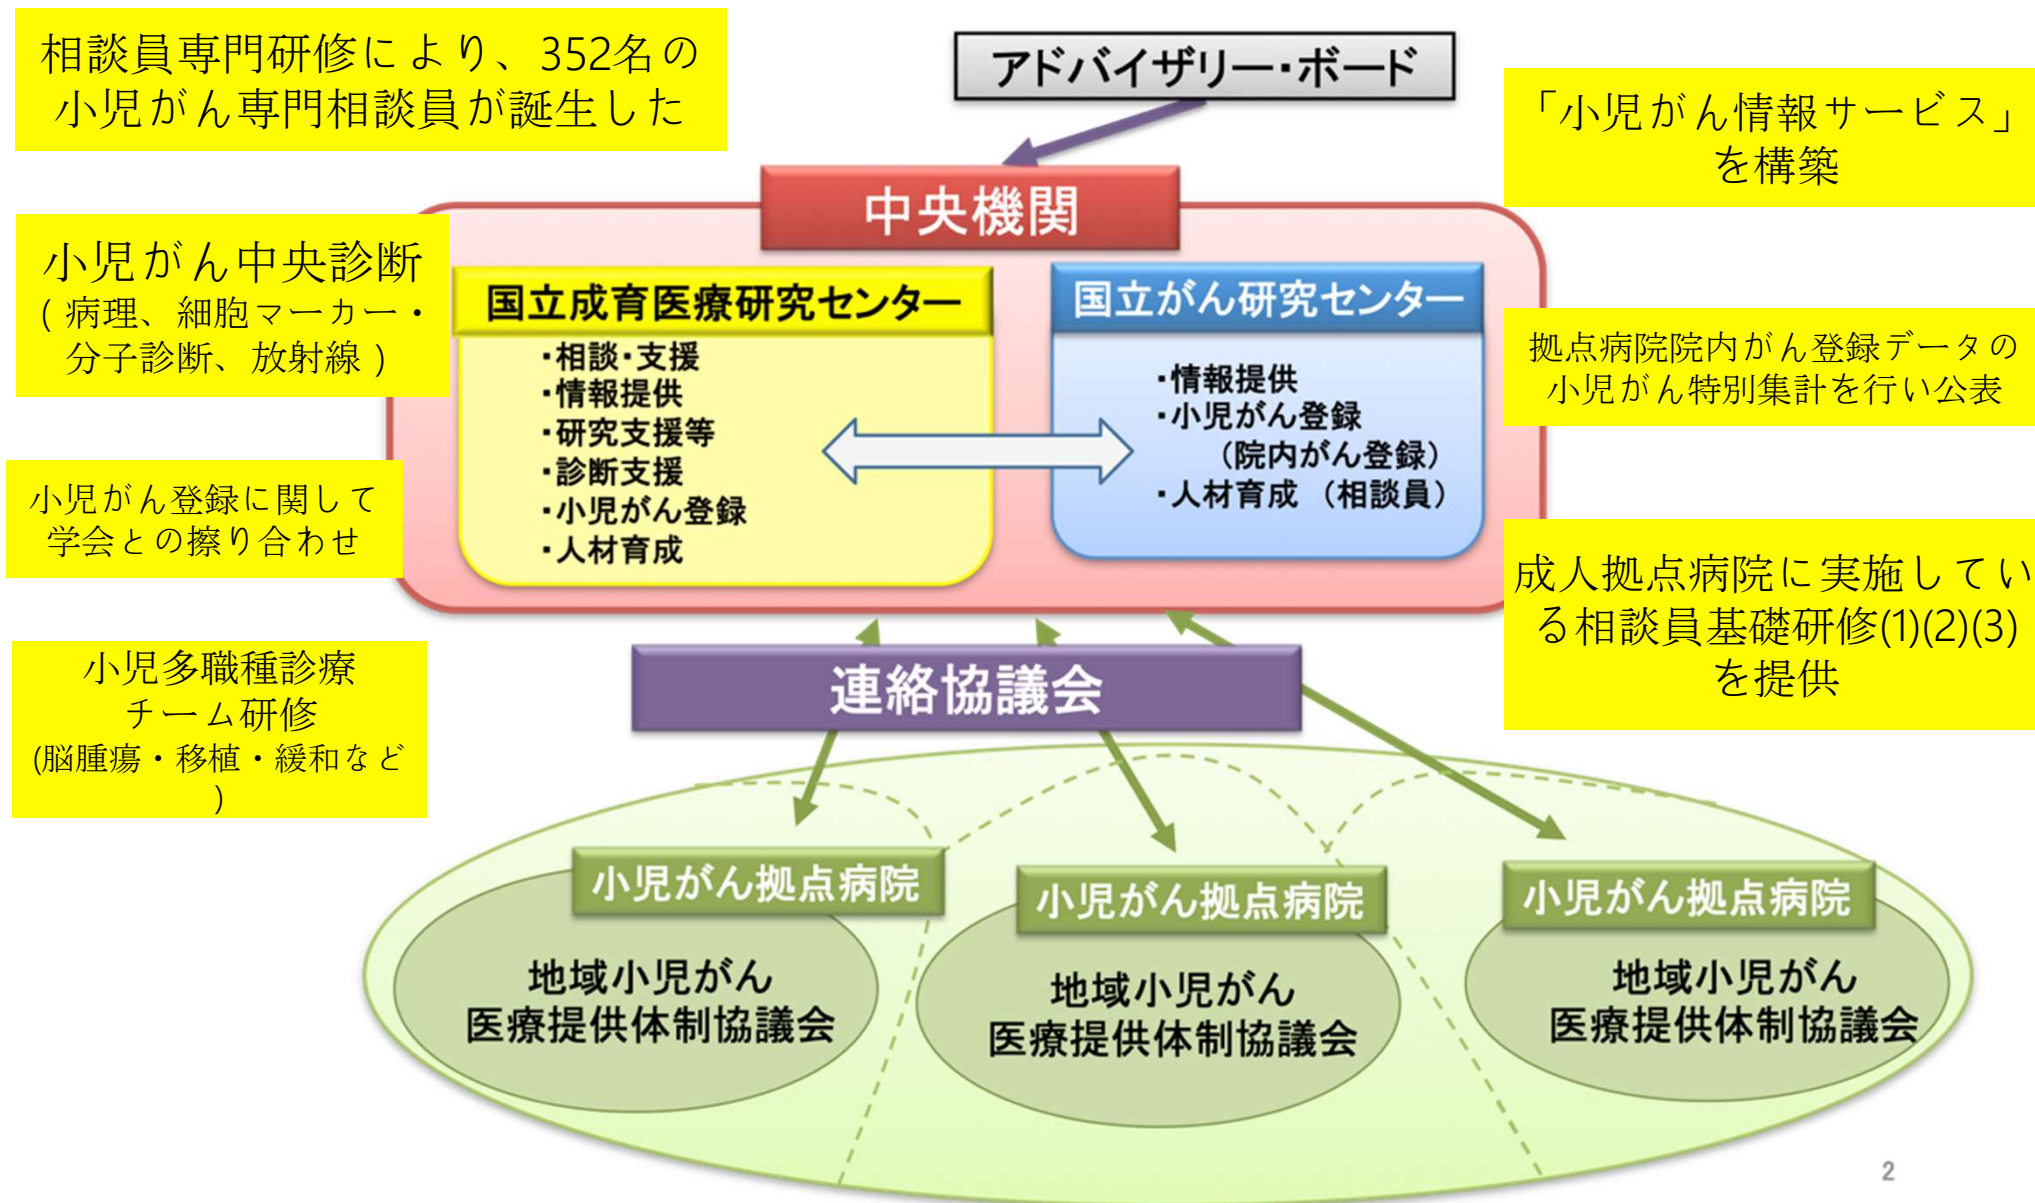 相談員専門研修により、352名の
小児がん専門相談員が誕生した
アドバイザリー・ボード
「小児がん情報サービス」
を構築
中央機関
小児がん中央診断
( 病理、細胞マーカー・
分子診断、放射線 )
国立成育医療研究センター
・相談・支援
・情報提供
・研究支援等
・診断支援
・小児がん登録
・人材育成
国立がん研究センター
・情報提供
・小児がん登録
（院内がん登録）
・人材育成 （相談員）
拠点病院院内がん登録データの
小児がん特別集計を行い公表
小児がん登録に関して
学会との擦り合わせ
成人拠点病院に実施してい
る相談員基礎研修(1)(2)(3)
を提供
小児多職種診療
チーム研修
(脳腫瘍・移植・緩和など
)
連絡協議会
小児がん拠点病院
地域小児がん
医療提供体制協議会
小児がん拠点病院
地域小児がん
医療提供体制協議会
小児がん拠点病院
地域小児がん
医療提供体制協議会
2